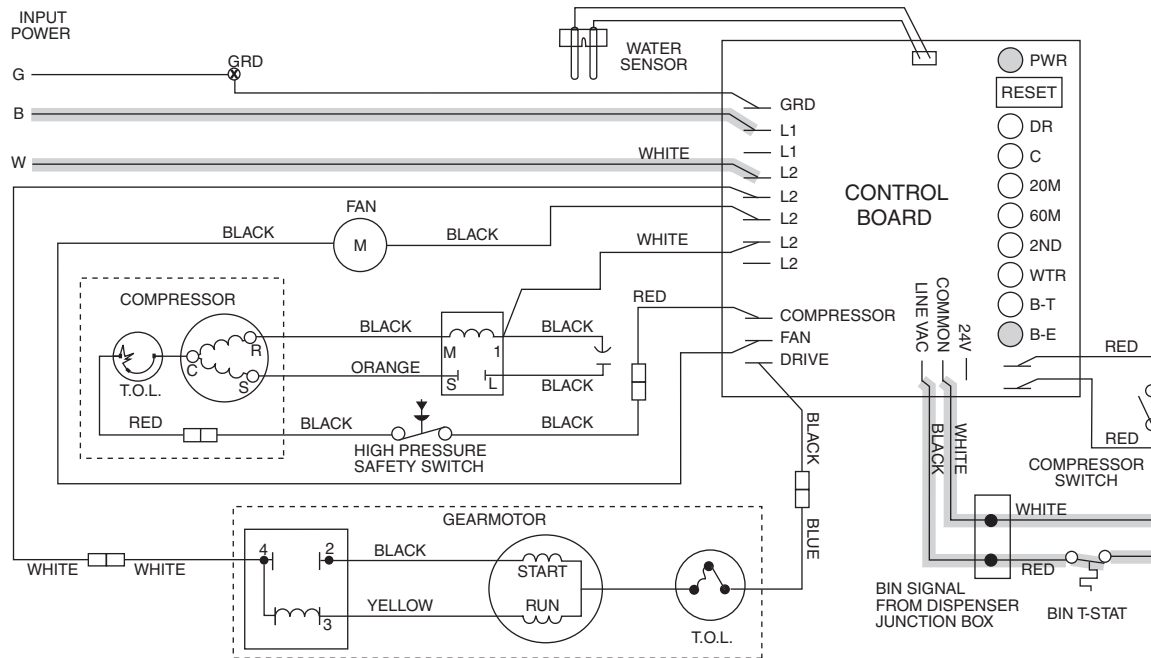 INPUT
POWER
G
GRD
B
W
WHITE
WATER
SENSOR
GRD
L1
L1
L2
L2
L2
L2
L2
COMPRESSOR
FAN
DRIVE
CONTROL
BOARD
PWR
RESET
DR
C
20M
60M
2ND
WTR
B-T
B-E
LINE VAC
COMMON
24V
FAN
M
BLACK
BLACK
WHITE
RED
COMPRESSOR
T.O.L.
C
R
S
BLACK
ORANGE
M
1
S
L
BLACK
BLACK
RED
BLACK
BLACK
HIGH PRESSURE
SAFETY SWITCH
BLACK
BLUE
BLACK
WHITE
RED
RED
COMPRESSOR
SWITCH
WHITE
RED
BIN SIGNAL
FROM DISPENSER
JUNCTION BOX
BIN T-STAT
GEARMOTOR
WHITE
WHITE
4
2
3
BLACK
YELLOW
START
RUN
T.O.L.